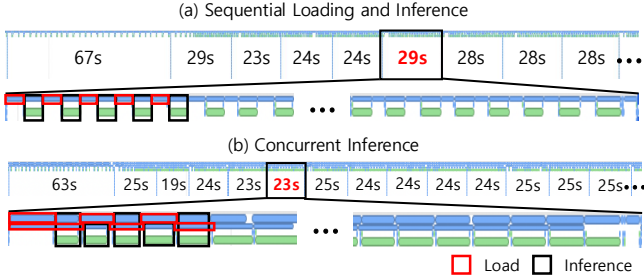 (a) Sequential Loading and Inference
67s 29s 23s 24s 24s 29s 28s 28s 28s •••
•••
(b) Concurrent Inference
63s 25s 19s 24s 23s 23s 25s 24s 24s 24s 24s 25s 25s 25s •••
•••
Load Inference